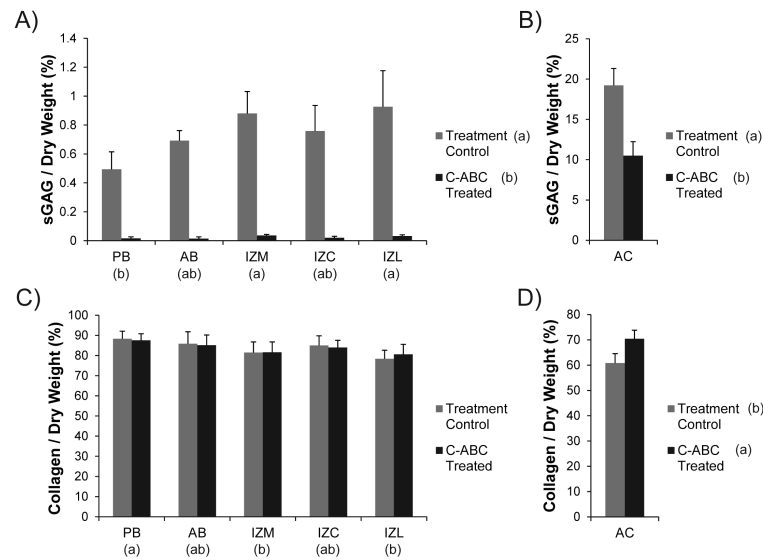 A)
sGAG / Dry Weight (%)
1.4
1.2
1
0.8
0.6
0.4
0.2
0
PB AB IZM IZC IZL
(b) (ab) (a) (ab) (a)
Treatment (a)
Control
C-ABC (b)
Treated
B)
sGAG / Dry Weight (%)
25
20
15
10
5
0
AC
Treatment (a)
Control
C-ABC (b)
Treated
C)
Collagen / Dry Weight (%)
100
90
80
70
60
50
40
30
20
10
0
PB AB IZM IZC IZL
(a) (ab) (b) (ab) (b)
Treatment
Control
C-ABC
Treated
D)
Collagen / Dry Weight (%)
80
70
60
50
40
30
20
10
0
AC
Treatment (b)
Control
C-ABC (a)
Treated